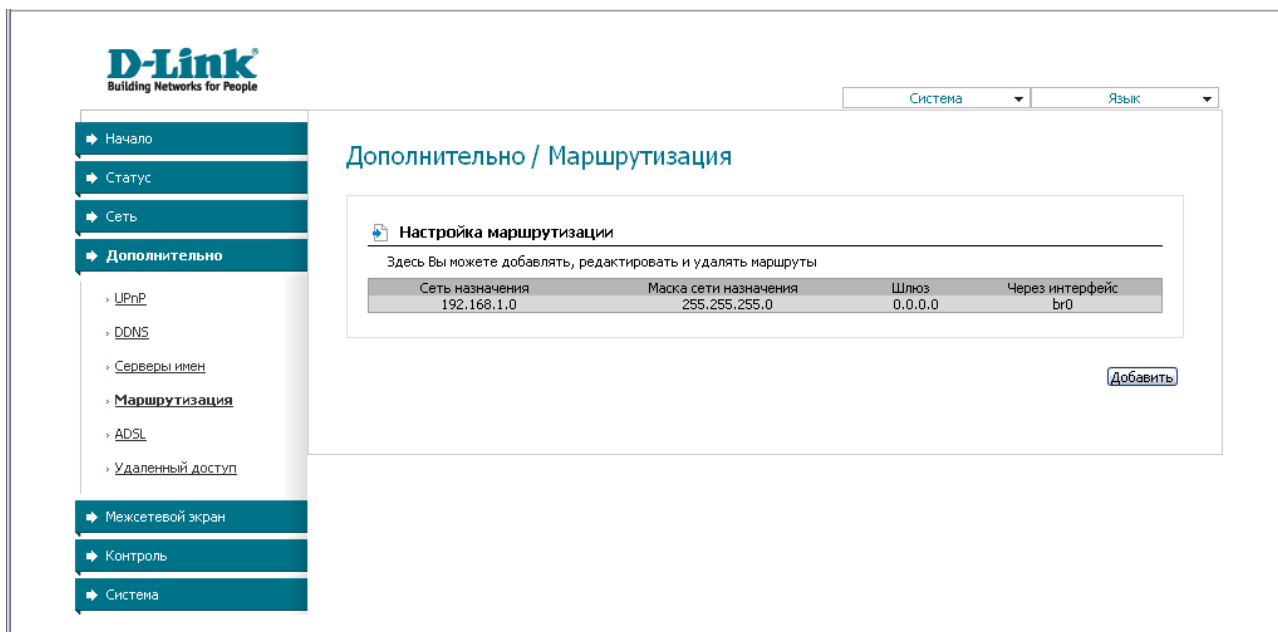 D-Link
Building Networks for People
Система
Язык
Начало
Статус
Сеть
Дополнительно
UPnP
DDNS
Серверы имен
Маршрутизация
ADSL
Удаленный доступ
Межсетевой экран
Контроль
Система
Дополнительно / Маршрутизация
Настройка маршрутизации
Здесь Вы можете добавлять, редактировать и удалять маршруты
Сеть назначения Маска сети назначения Шлюз Через интерфейс
192.168.1.0 255.255.255.0 0.0.0.0 br0
Добавить